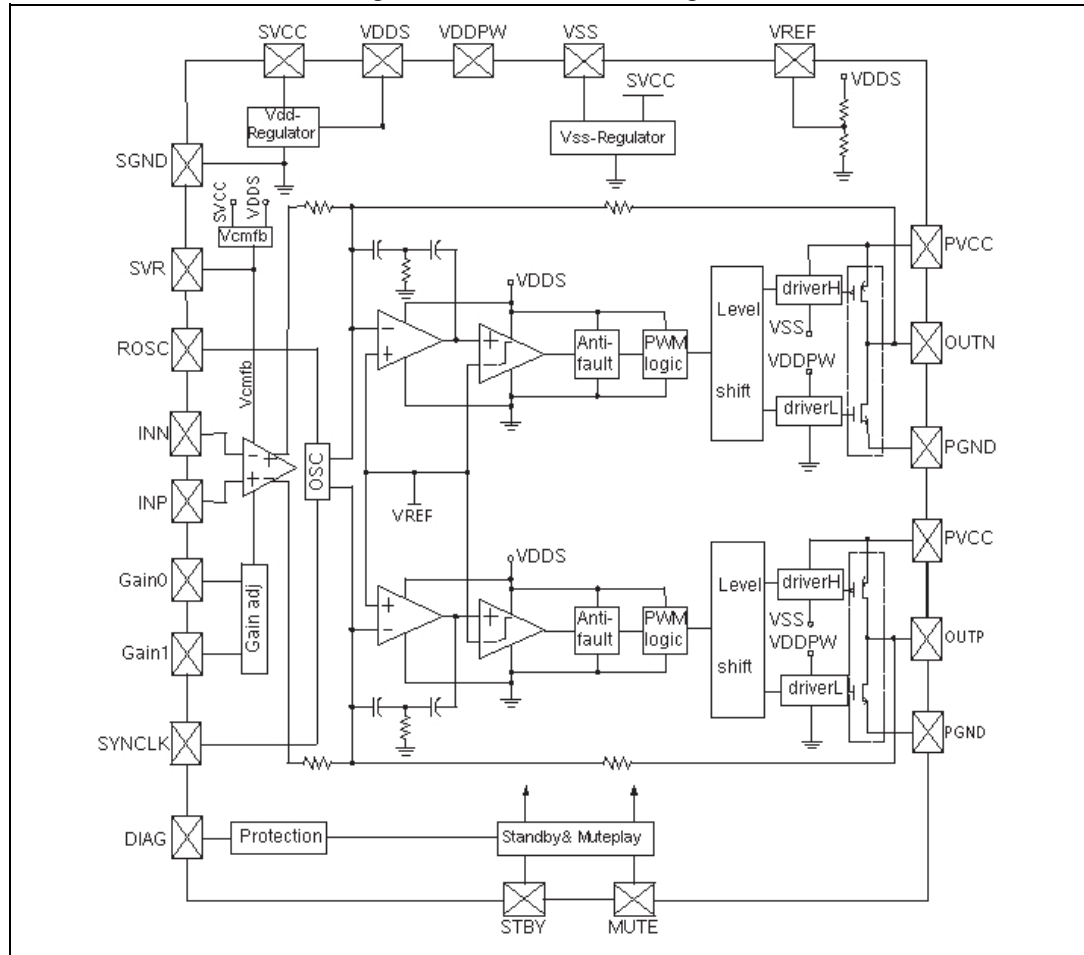 SVCC
VDDS
VDDPW
VSS
VREF
SVCC
VDDS
Vdd-
Regulator
Vss-Regulator
SGND
SVCC
VDDS
Vcmfb
SVR
PVCC
VDDS
Level
shift
driverH
VSS
ROSC
Vcmfb
Anti-
fault
PWM
logic
OUTN
VDDPW
driverL
INN
PGND
OSC
INP
VREF
PVCC
VDDS
Level
shift
driverH
Gain0
Gain adj
Anti-
fault
PWM
logic
VSS
VDDPW
OUTP
Gain1
driverL
SYNCLK
PGND
DIAG
Protection
Standby& Muteplay
STBY
MUTE